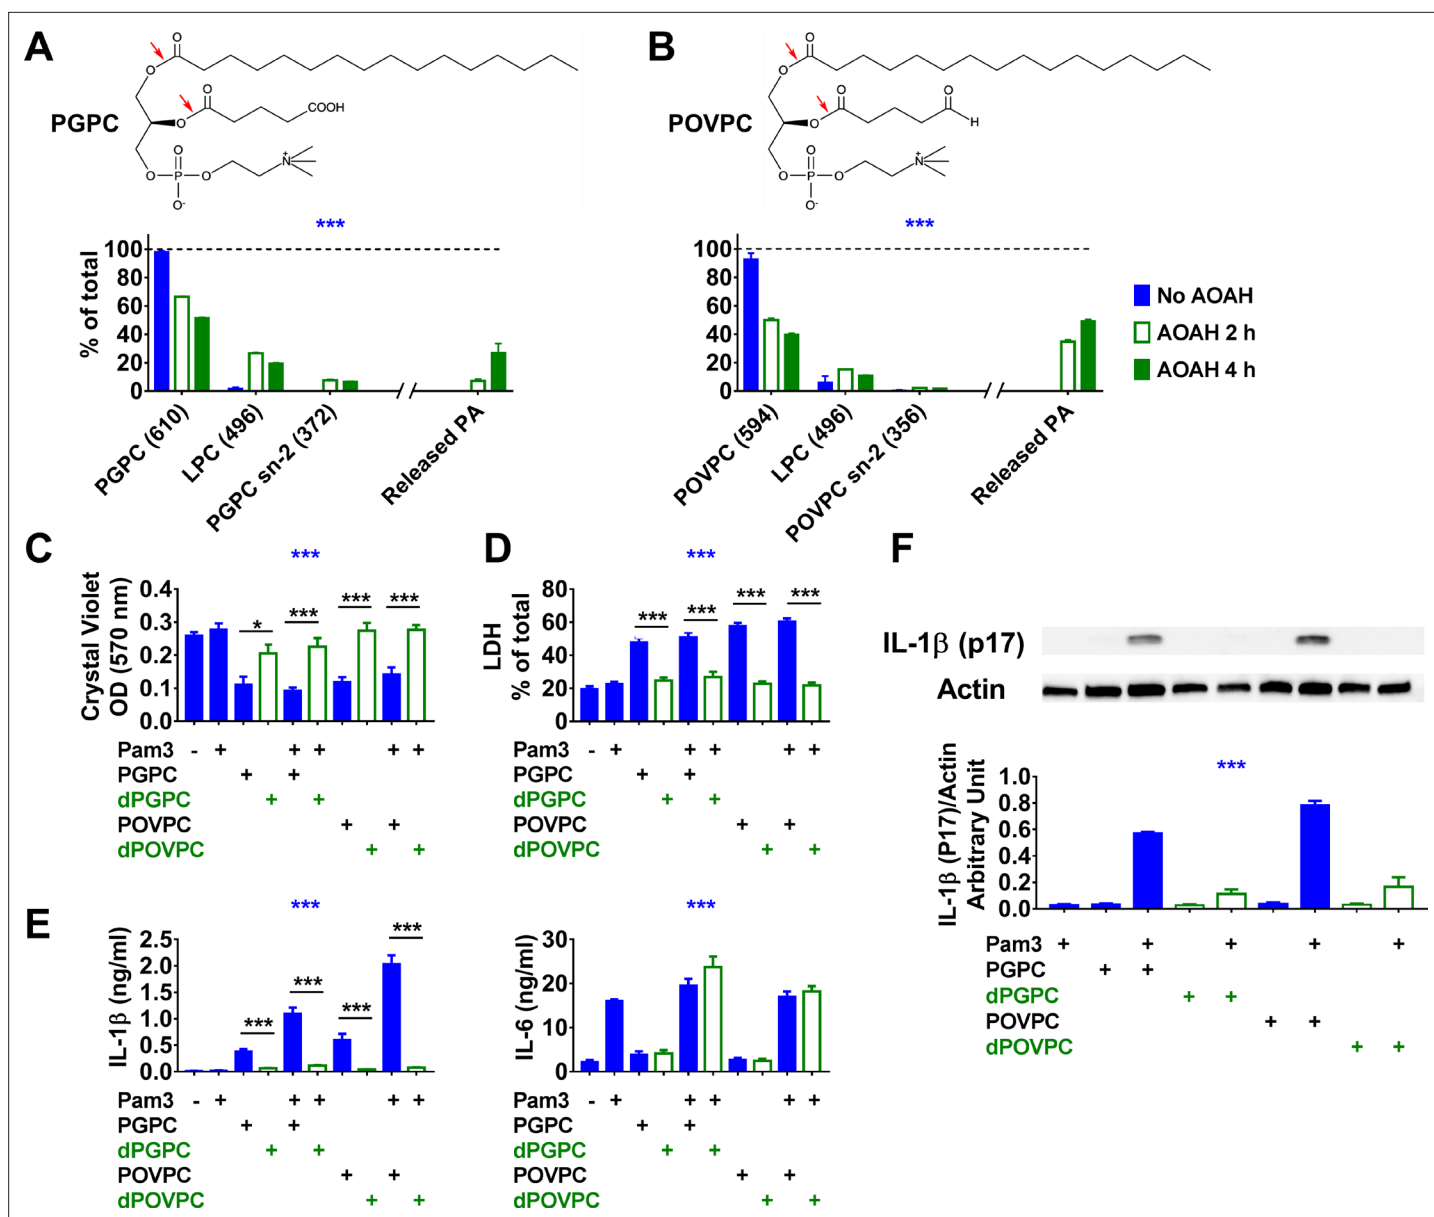 A
B
O
O
COOH
O
O
PGPC
O
O
P
O
N
+
O-
O
O
O
O
H
O
POVPC
O
O
P
O
N
+
O-
***
***
% of total
100
80
60
40
20
0
PGPC (610)
LPC (496)
PGPC sn-2 (372)
Released PA
100
80
60
40
20
0
POVPC (594)
LPC (496)
POVPC sn-2 (356)
Released PA
No AOAH
AOAH 2 h
AOAH 4 h
C
***
Crystal Violet
OD (570 nm)
0.4
0.3
0.2
0.1
0.0
* *** *** ***
Pam3 - + + + + +
PGPC + +
dPGPC + +
POVPC + +
dPOVPC + +
D
***
LDH
% of total
80
60
40
20
0
*** *** *** ***
Pam3 - + + + + +
PGPC + +
dPGPC + +
POVPC + +
dPOVPC + +
F
IL-1β (p17)
Actin
***
IL-1β (P17)/Actin
Arbitrary Unit
1.0
0.8
0.6
0.4
0.2
0.0
Pam3 + + + + +
PGPC + +
dPGPC + +
POVPC + +
dPOVPC + +
E
***
IL-1β (ng/ml)
2.5
2.0
1.5
1.0
0.5
0.0
*** *** *** ***
Pam3 - + + + + +
PGPC + +
dPGPC + +
POVPC + +
dPOVPC + +
***
IL-6 (ng/ml)
30
20
10
0
Pam3 - + + + + +
PGPC + +
dPGPC + +
POVPC + +
dPOVPC + +